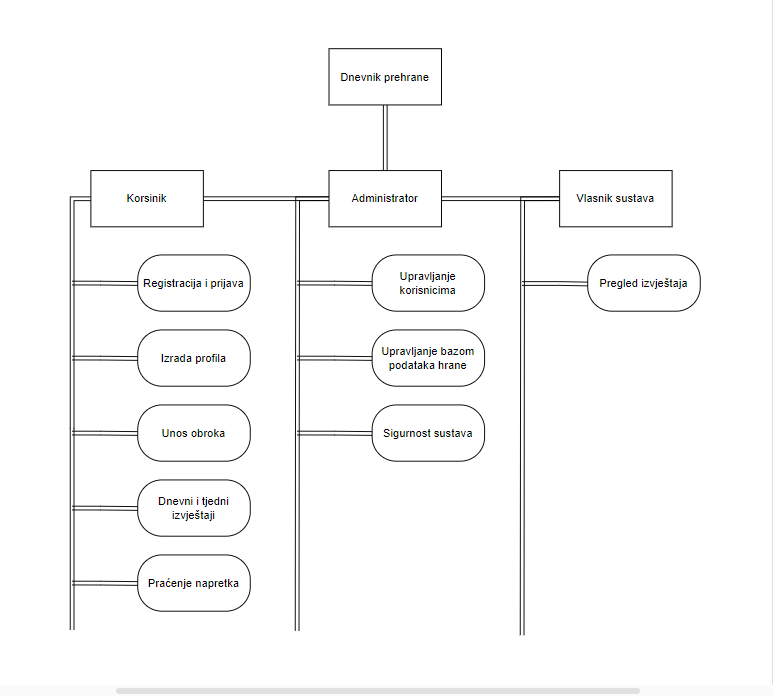 Dnevnik prehrane
Korsinik
Administrator
Vlasnik sustava
Registracija i prijava
Izrada profila
Unos obroka
Dnevni i tjedni
izvještaji
Praćenje napretka
Upravljanje
korisnicima
Upravljanje bazom
podataka hrane
Sigurnost sustava
Pregled izvještaja